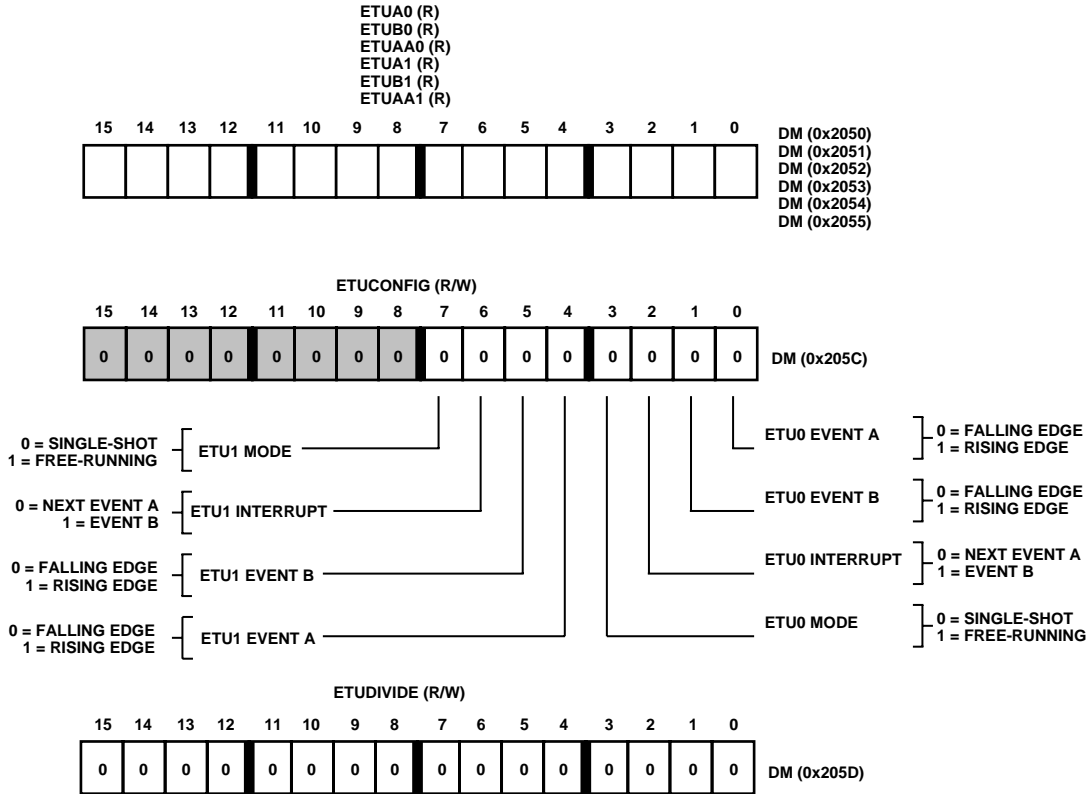 ETUA0 (R)
ETUB0 (R)
ETUAA0 (R)
ETUA1 (R)
ETUB1 (R)
ETUAA1 (R)
15 14 13 12 11 10 9 8 7 6 5 4 3 2 1 0
DM (0x2050)
DM (0x2051)
DM (0x2052)
DM (0x2053)
DM (0x2054)
DM (0x2055)
ETUCONFIG (R/W)
15 14 13 12 11 10 9 8 7 6 5 4 3 2 1 0
0 0 0 0 0 0 0 0 0 0 0 0 0 0 0 0 DM (0x205C)
0 = SINGLE-SHOT
1 = FREE-RUNNING
ETU1 MODE
0 = NEXT EVENT A
1 = EVENT B
ETU1 INTERRUPT
0 = FALLING EDGE
1 = RISING EDGE
ETU1 EVENT B
0 = FALLING EDGE
1 = RISING EDGE
ETU1 EVENT A
ETU0 EVENT A
0 = FALLING EDGE
1 = RISING EDGE
ETU0 EVENT B
0 = FALLING EDGE
1 = RISING EDGE
ETU0 INTERRUPT
0 = NEXT EVENT A
1 = EVENT B
ETU0 MODE
0 = SINGLE-SHOT
1 = FREE-RUNNING
ETUDIVIDE (R/W)
15 14 13 12 11 10 9 8 7 6 5 4 3 2 1 0
0 0 0 0 0 0 0 0 0 0 0 0 0 0 0 0 DM (0x205D)